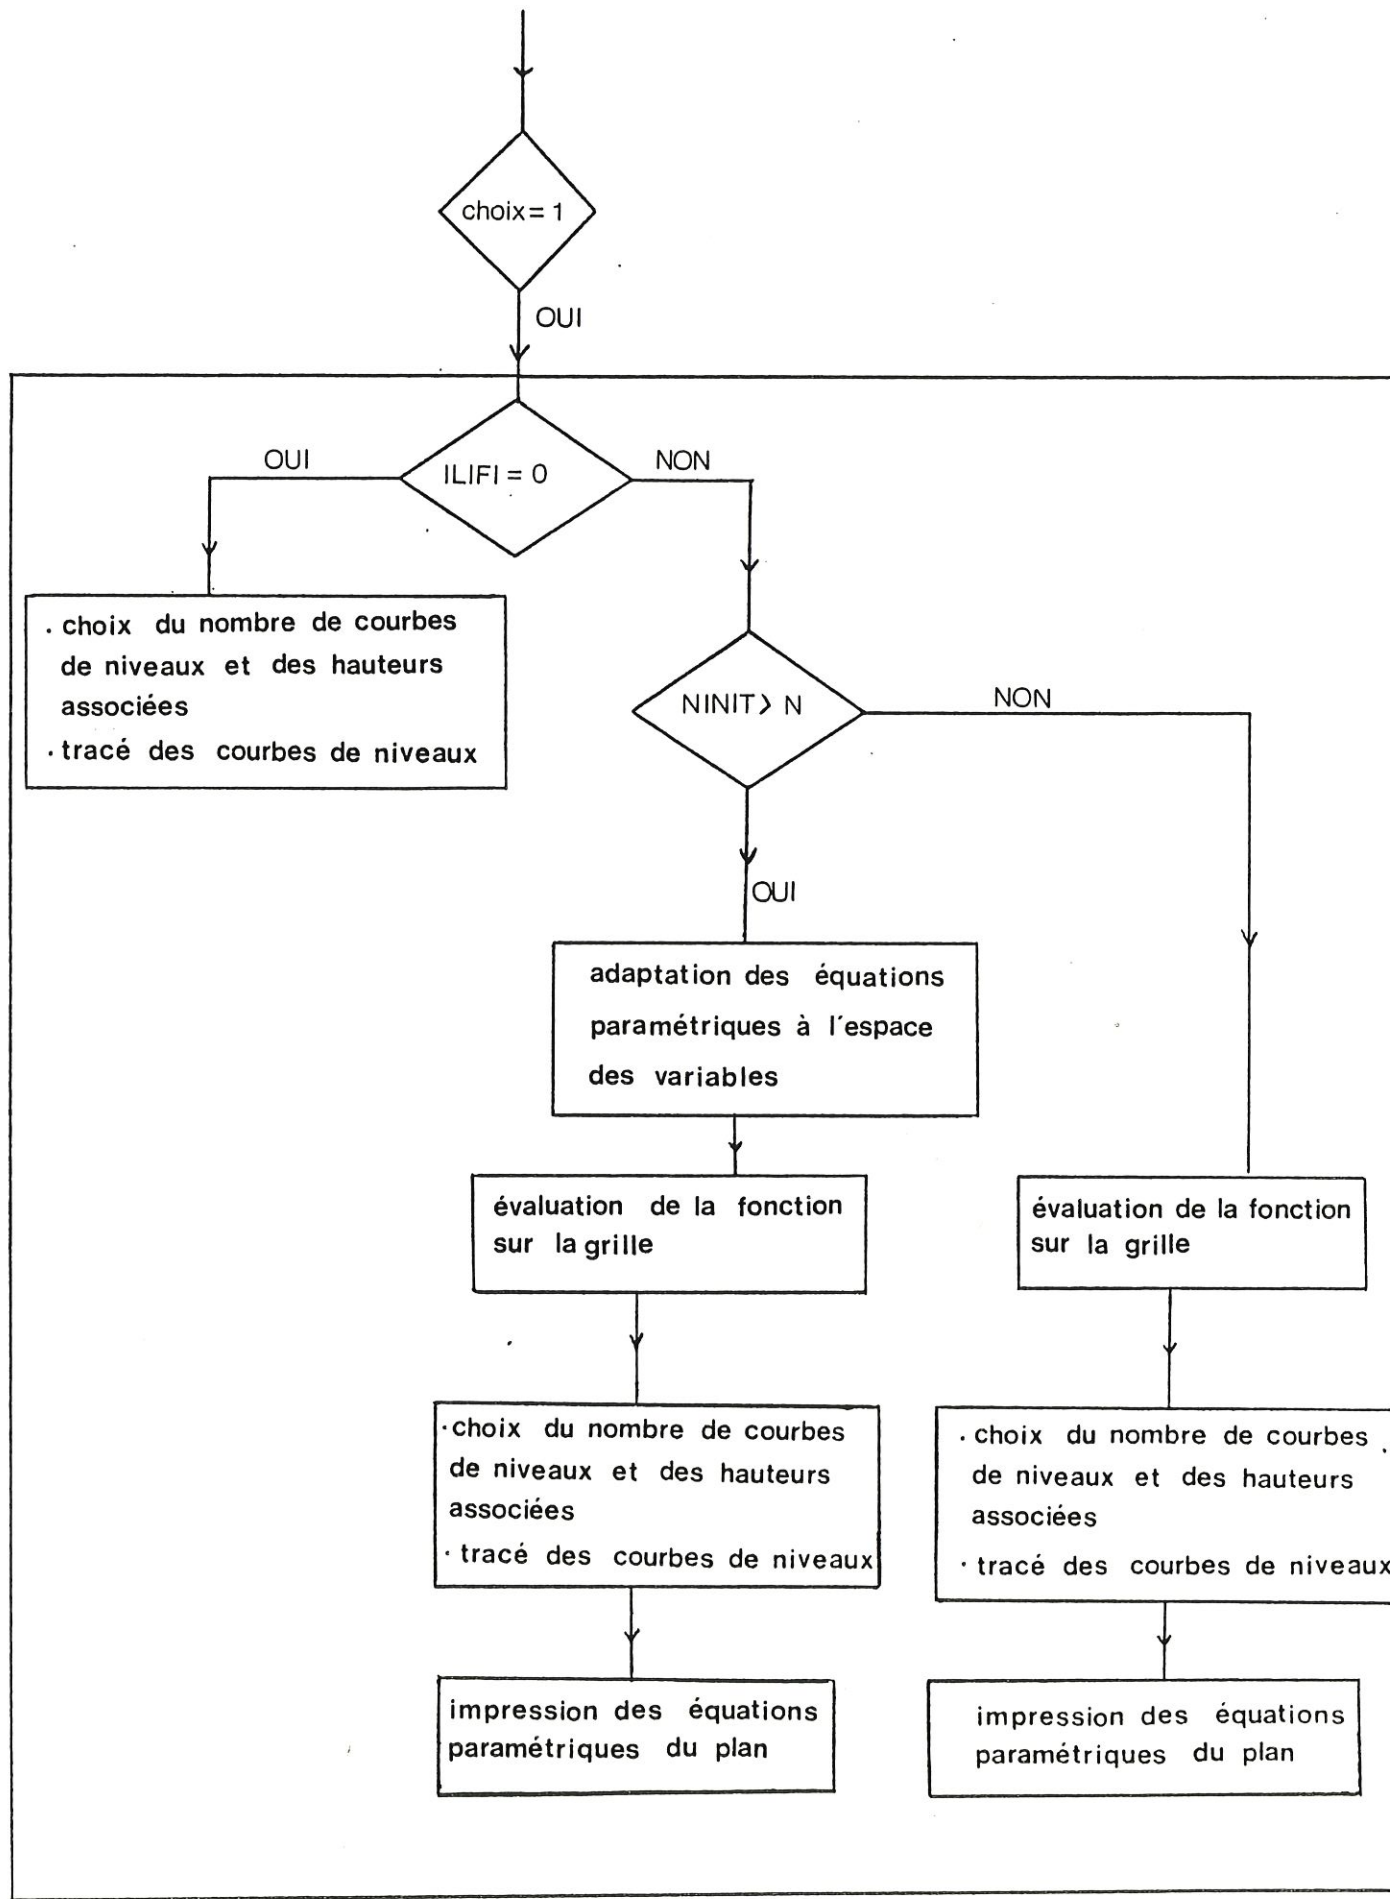 choix = 1
OUI
OUI
ILIFI = 0
NON
. choix du nombre de courbes
de niveaux et des hauteurs
associées
. tracé des courbes de niveaux
NINIT > N
NON
OUI
adaptation des équations
paramétriques à l'espace
des variables
évaluation de la fonction
sur la grille
évaluation de la fonction
sur la grille
. choix du nombre de courbes
de niveaux et des hauteurs
associées
. tracé des courbes de niveaux
. choix du nombre de courbes
de niveaux et des hauteurs
associées
. tracé des courbes de niveaux
impression des équations
paramétriques du plan
impression des équations
paramétriques du plan